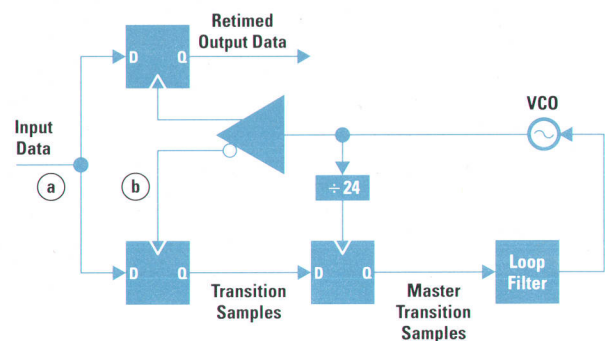 Retimed
Output Data
D Q
VCO
Input
Data
a
b
÷ 24
D Q
D Q
Loop
Filter
Transition
Samples
Master
Transition
Samples